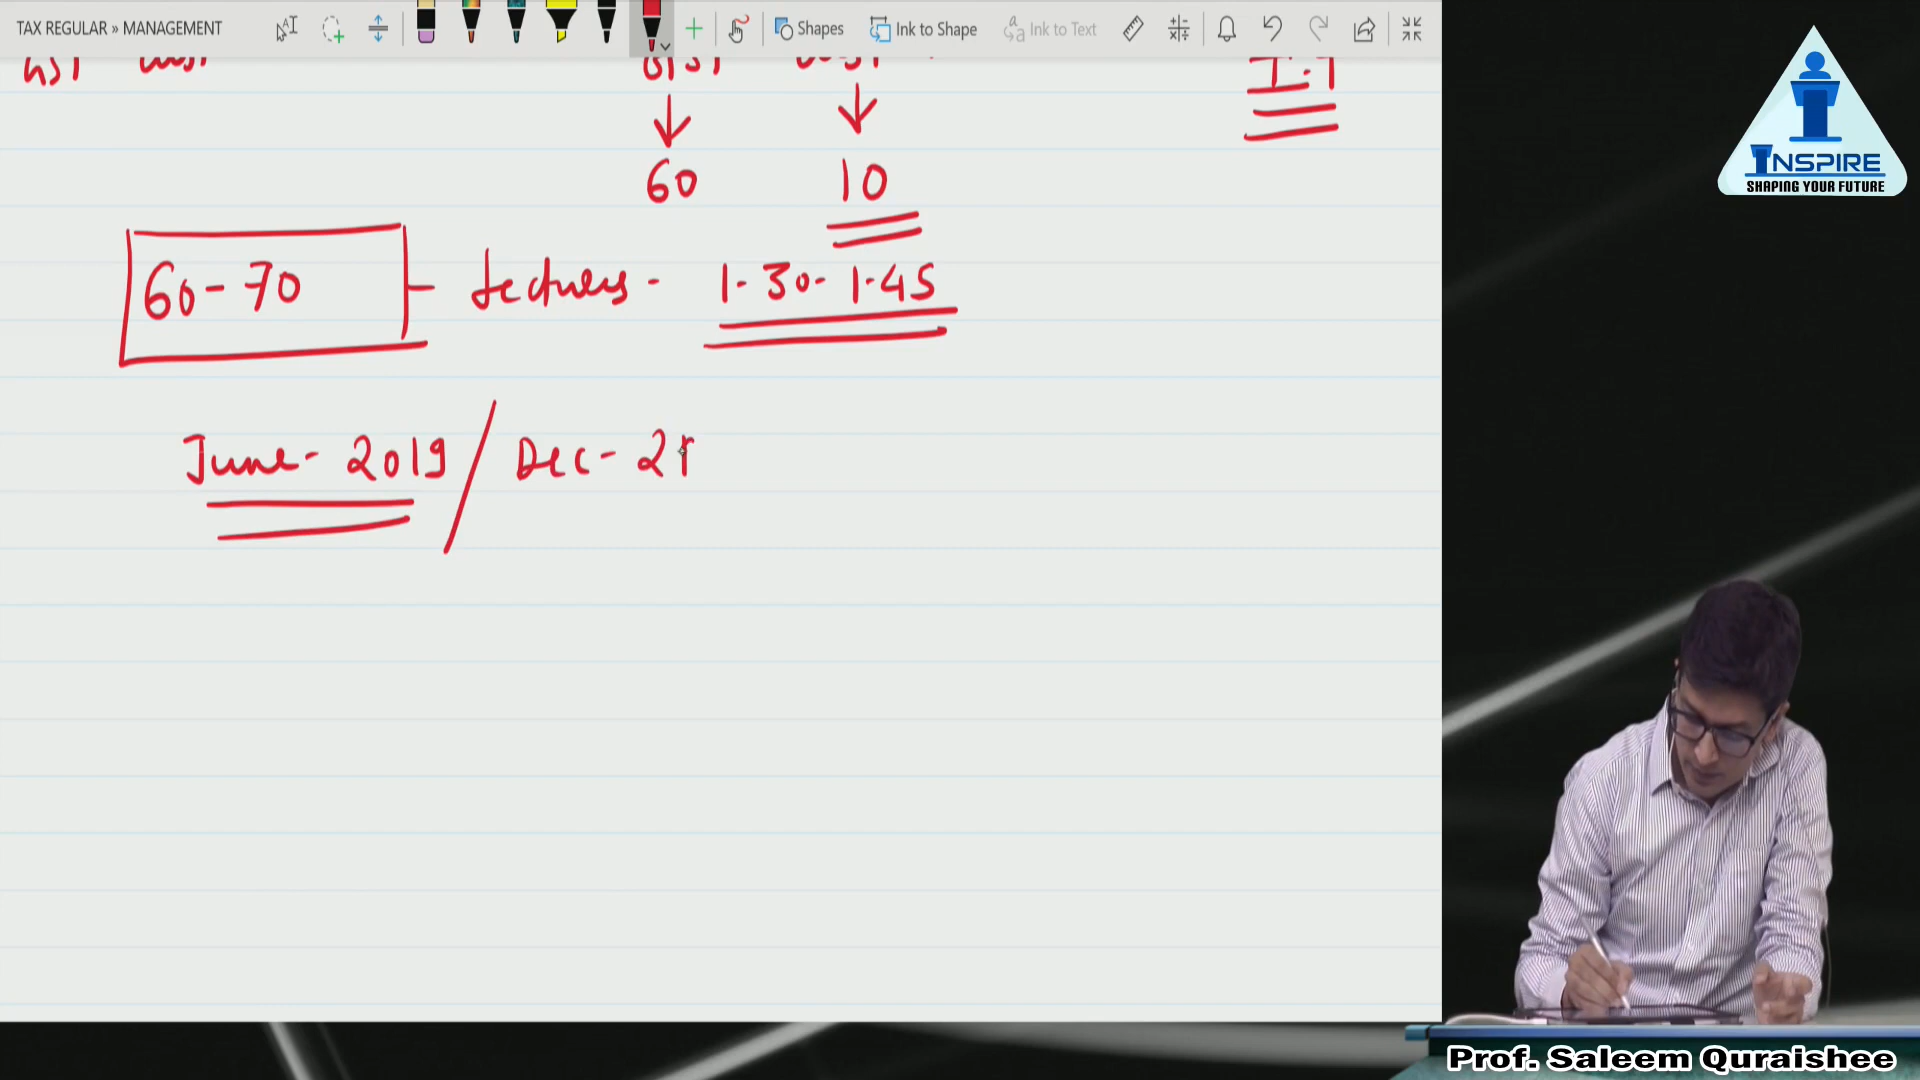 TAX REGULAR » MANAGEMENT Shapes Ink to Shape Ink to Text
I.T
60 10
60-70 - Lectures - 1.30 - 1.45
June - 2019 / Dec - 21
INSPIRE
SHAPING YOUR FUTURE
Prof. Saleem Quraishee